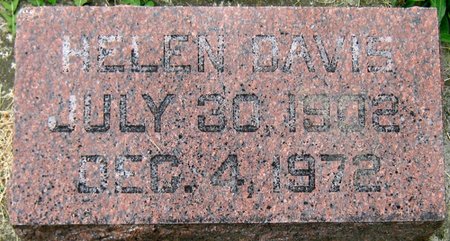 HELEN DAVIS
JULY 30, 1902
DEC. 4, 1972